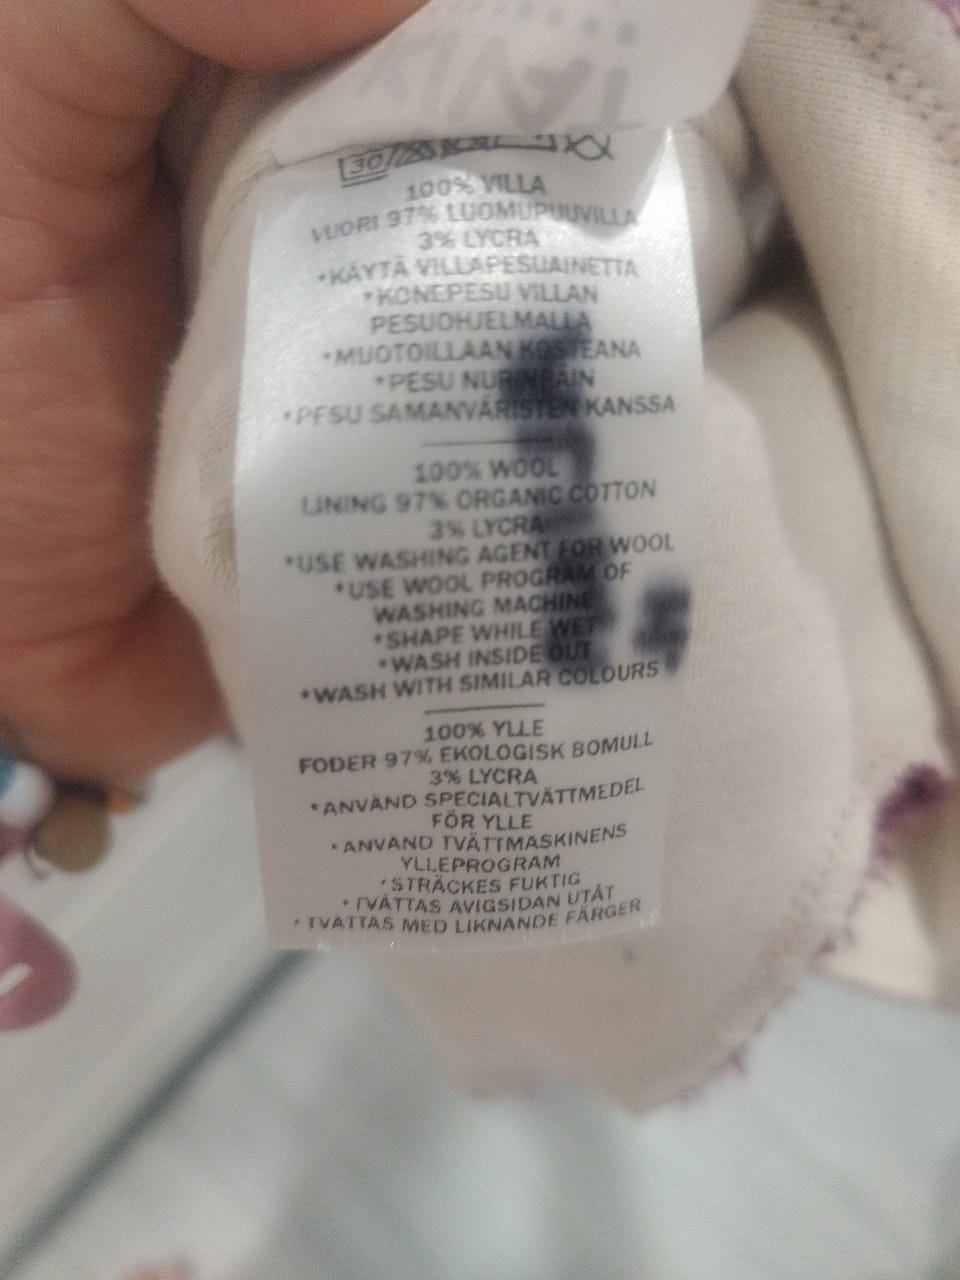 30
100% VILLA
VUORI 97% LUOMUPUUVILLA
3% LYCRA
*KÄYTÄ VILLAPESUAINETTA
*KONEPESU VILLAN
PESUOHJELMALLA
*MUOTOILLAAN KOSTEANA
*PESU NURINPÄIN
*PESU SAMANVÄRISTEN KANSSA
100% WOOL
LINING 97% ORGANIC COTTON
3% LYCRA
*USE WASHING AGENT FOR WOOL
*USE WOOL PROGRAM OF
WASHING MACHINE
*SHAPE WHILE WET
*WASH INSIDE OUT
*WASH WITH SIMILAR COLOURS
100% YLLE
FODER 97% EKOLOGISK BOMULL
3% LYCRA
*ANVÄND SPECIALTVÄTTMEDEL
FÖR YLLE
*ANVÄND TVÄTTMASKINENS
YLLEPROGRAM
*STRÄCKES FUKTIG
*TVÄTTAS AVIGSIDAN UTÅT
*TVÄTTAS MED LIKNANDE FÄRGER